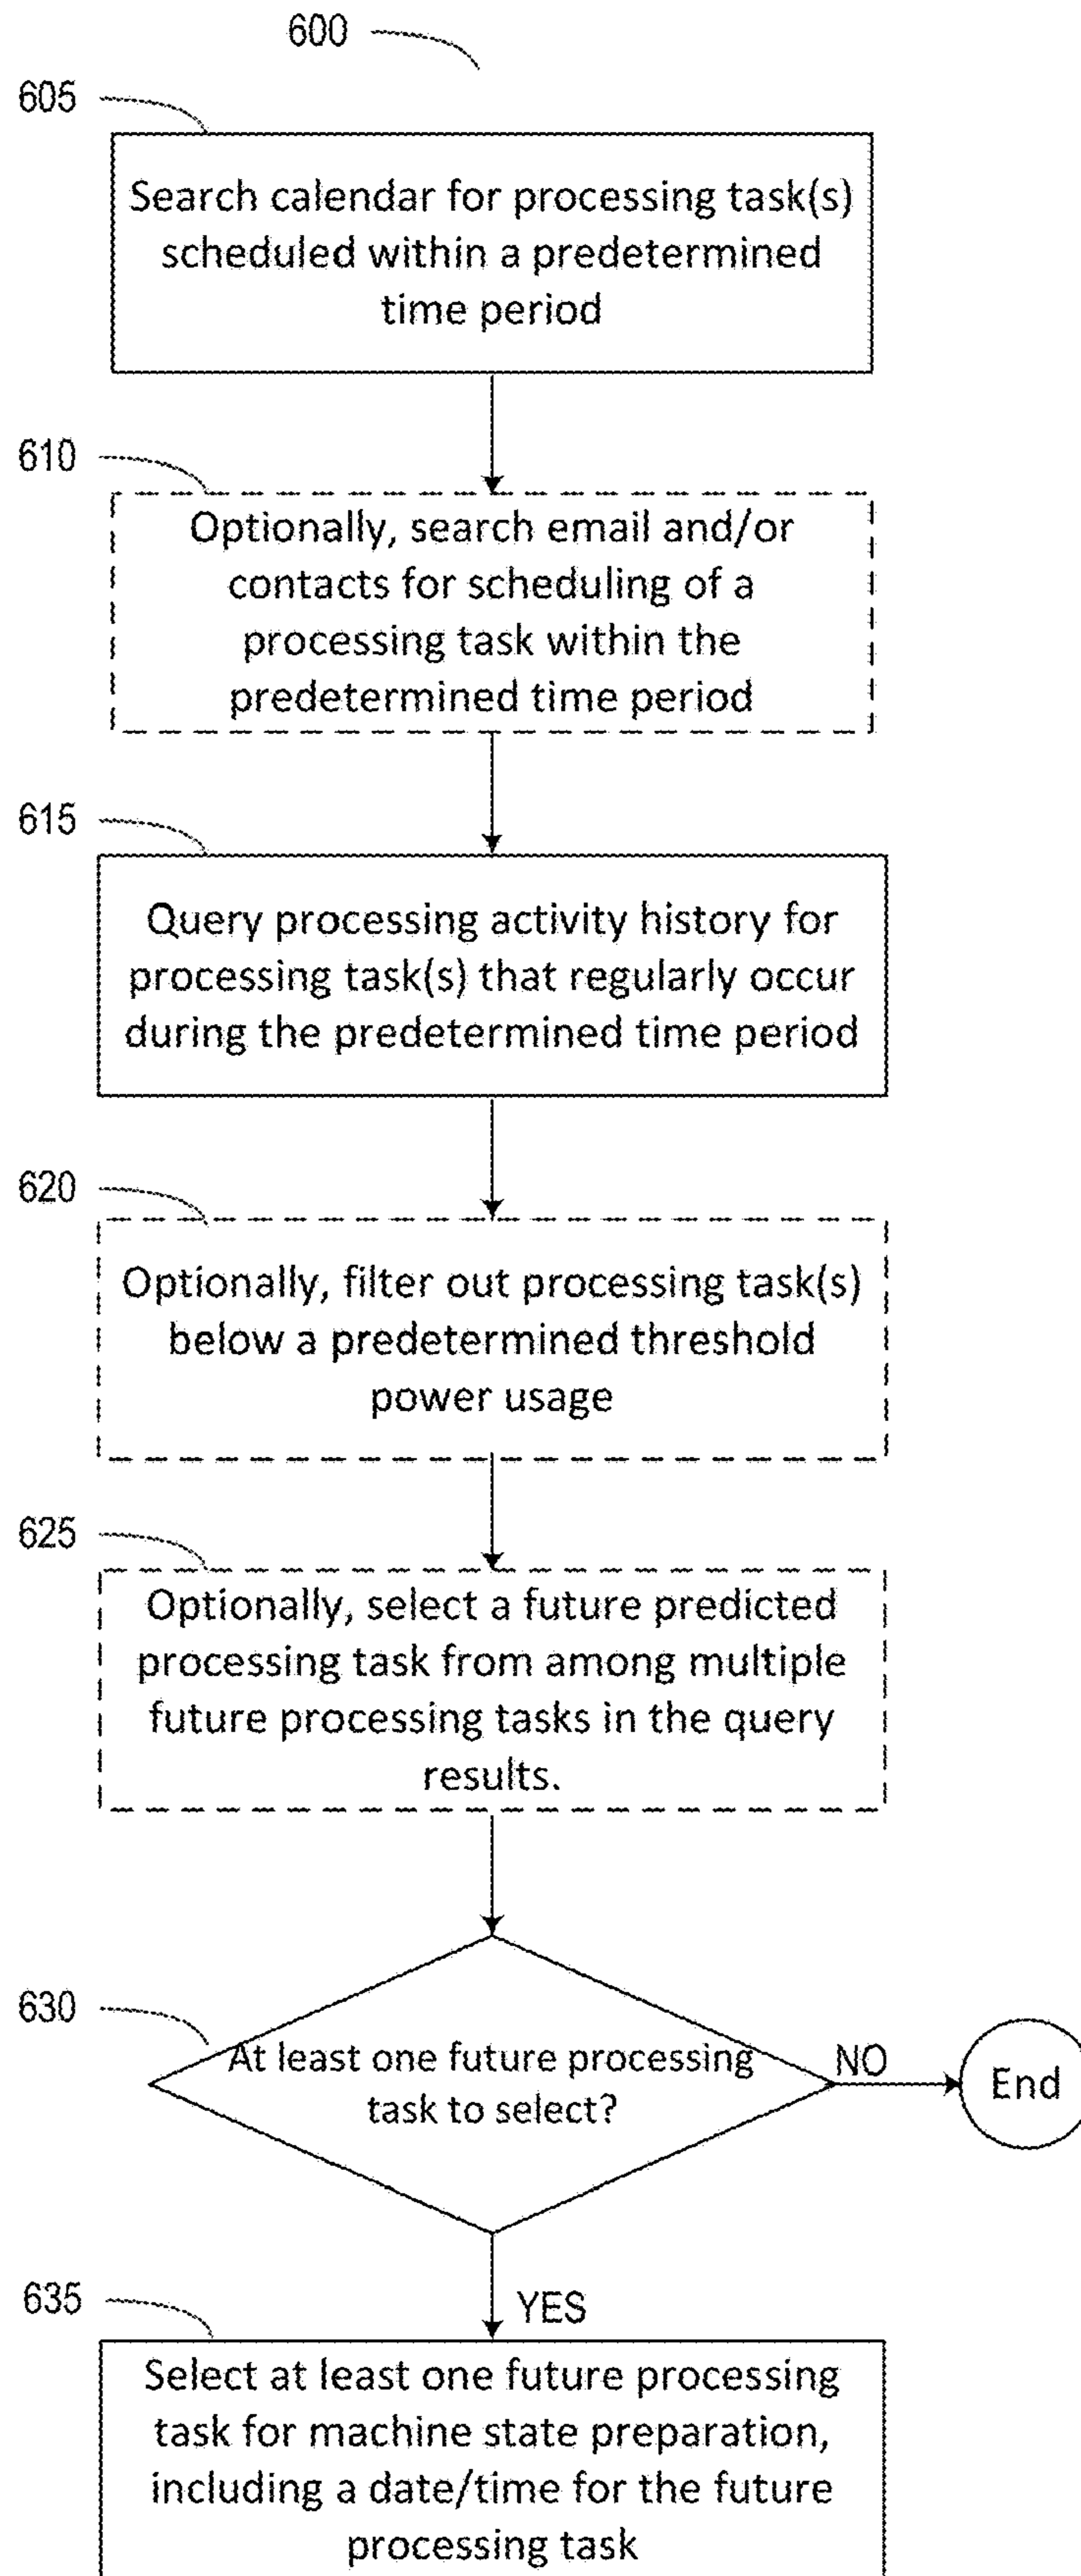 600
605
Search calendar for processing task(s)
scheduled within a predetermined
time period
610
Optionally, search email and/or
contacts for scheduling of a
processing task within the
predetermined time period
615
Query processing activity history for
processing task(s) that regularly occur
during the predetermined time period
620
Optionally, filter out processing task(s)
below a predetermined threshold
power usage
625
Optionally, select a future predicted
processing task from among multiple
future processing tasks in the query
results.
630
At least one future processing
task to select?
NO
End
YES
635
Select at least one future processing
task for machine state preparation,
including a date/time for the future
processing task